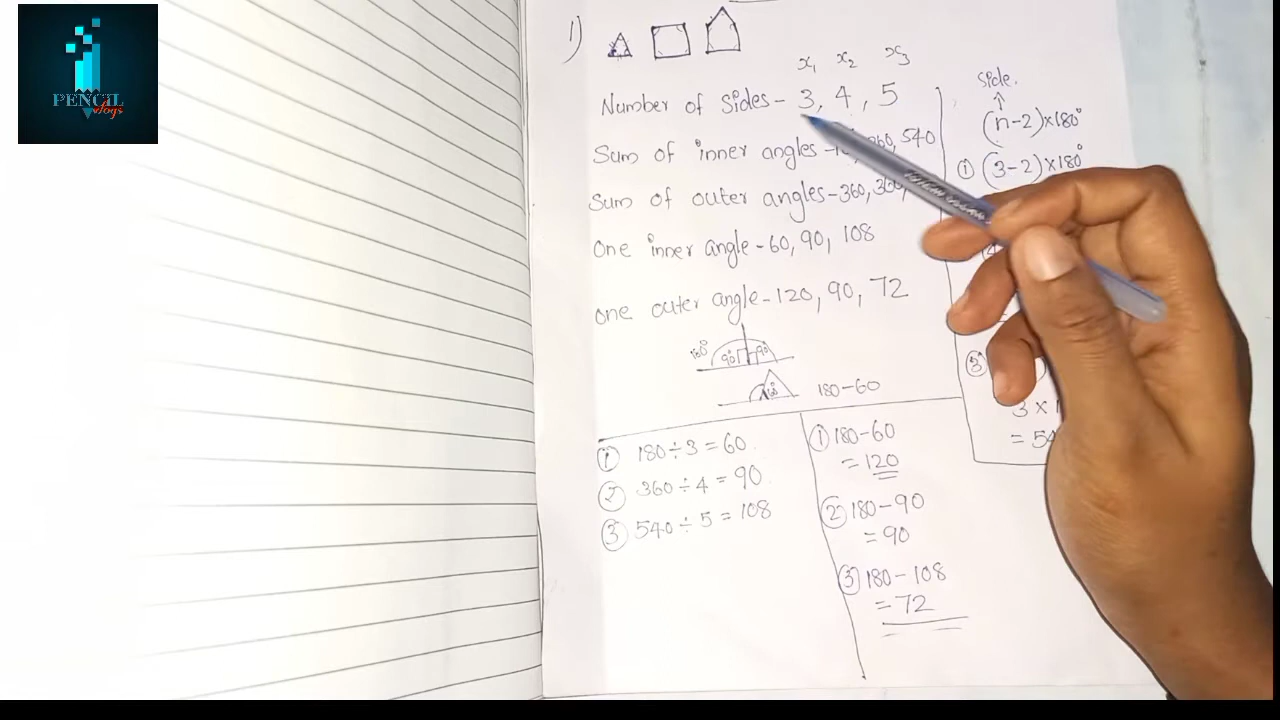 PENCIL
vlogs
1)
x1 x2 x3
Number of sides - 3, 4, 5
Sum of inner angles - 360, 540
Sum of outer angles - 360, 360,
One inner angle - 60, 90, 108
one outer angle - 120, 90, 72
180° 90 90
60 180-60
① 180÷3 = 60
② 360÷4 = 90
③ 540÷5 = 108
① 180-60
= 120
② 180-90
= 90
③ 180-108
= 72
side.
(n-2)×180°
① (3-2)×180°
③
3 × 1
= 54